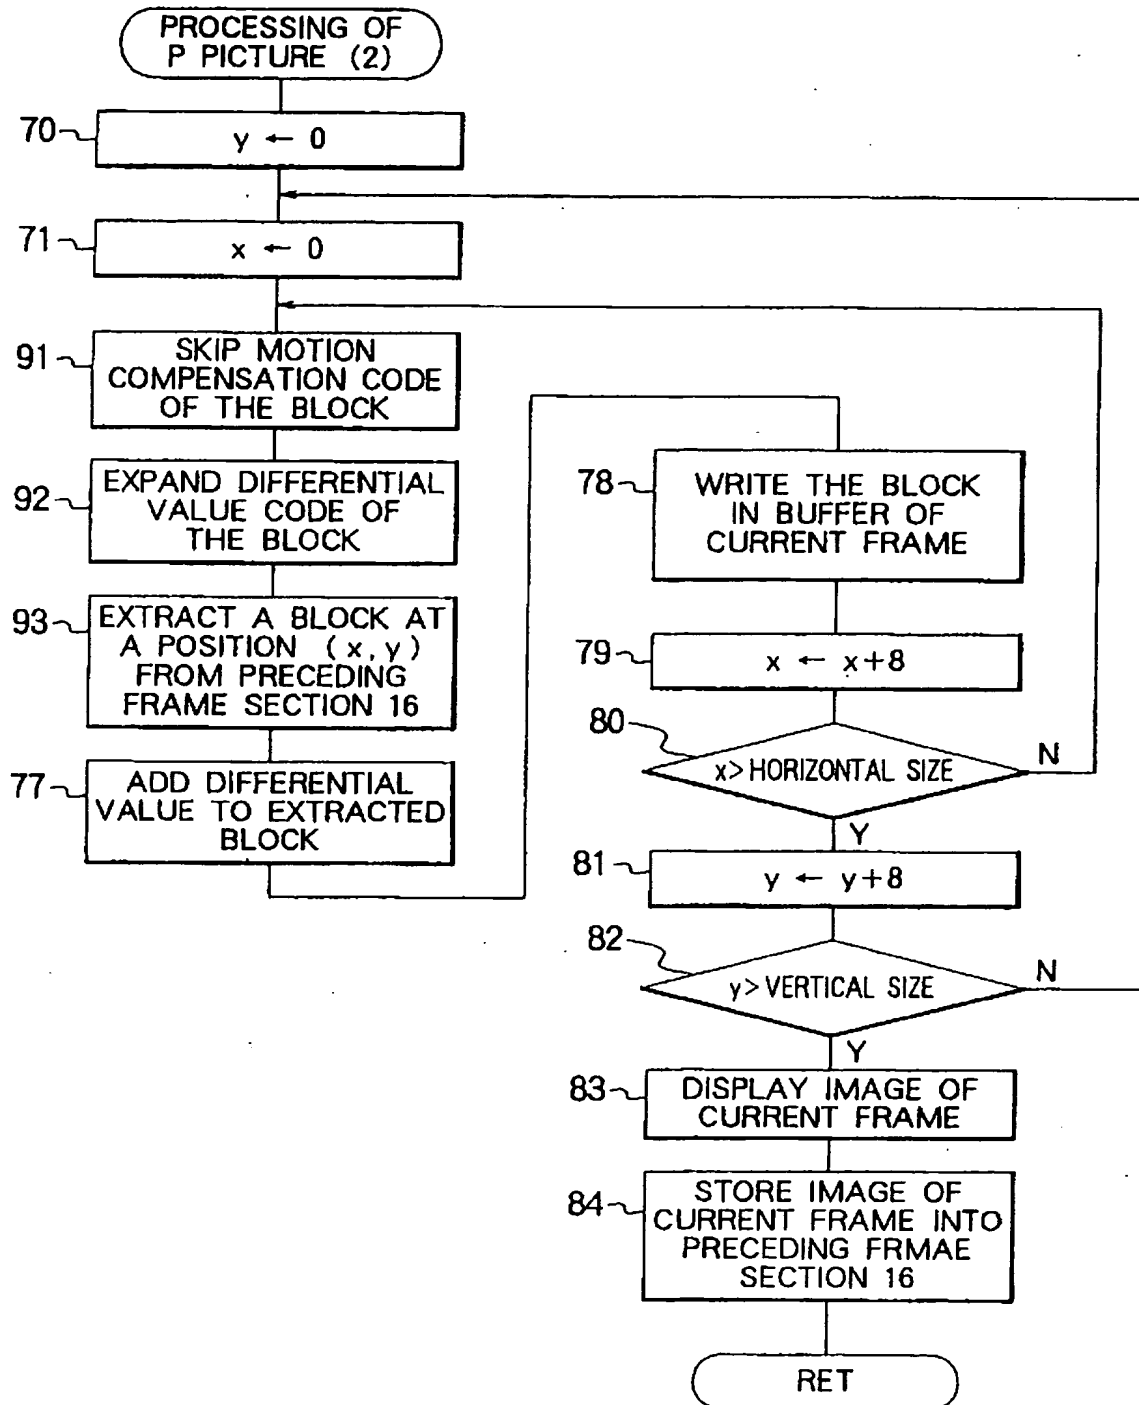 PROCESSING OF
P PICTURE (2)
70
y ← 0
71
x ← 0
91
SKIP MOTION
COMPENSATION CODE
OF THE BLOCK
92
EXPAND DIFFERENTIAL
VALUE CODE OF
THE BLOCK
93
EXTRACT A BLOCK AT
A POSITION (x, y)
FROM PRECEDING
FRAME SECTION 16
77
ADD DIFFERENTIAL
VALUE TO EXTRACTED
BLOCK
78
WRITE THE BLOCK
IN BUFFER OF
CURRENT FRAME
79
x ← x+8
80
x> HORIZONTAL SIZE
N
Y
81
y ← y+8
82
y> VERTICAL SIZE
N
Y
83
DISPLAY IMAGE OF
CURRENT FRAME
84
STORE IMAGE OF
CURRENT FRAME INTO
PRECEDING FRMAE
SECTION 16
RET